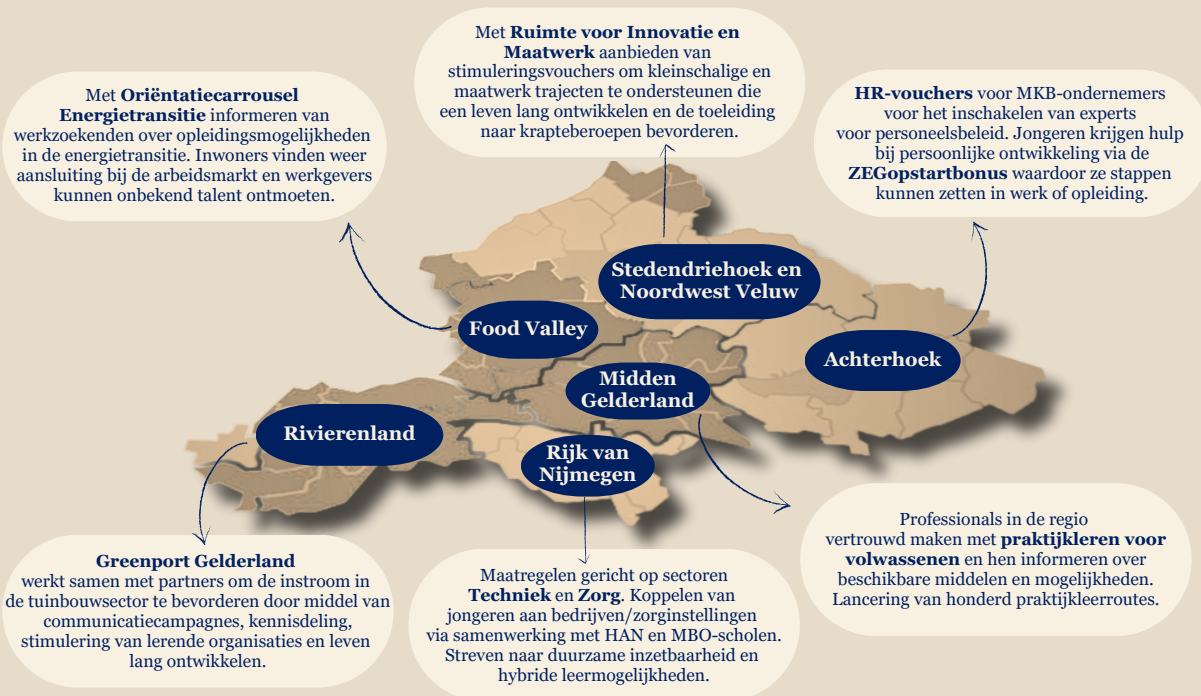 Met Ruimte voor Innovatie en
Maatwerk aanbieden van
stimuleringsvouchers om kleinschalige en
maatwerk trajecten te ondersteunen die
een leven lang ontwikkelen en de toeleiding
naar krapteberoepen bevorderen.
Met Oriëntatiecarrousel
Energietransitie informeren van
werkzoekenden over opleidingsmogelijkheden
in de energietransitie. Inwoners vinden weer
aansluiting bij de arbeidsmarkt en werkgevers
kunnen onbekend talent ontmoeten.
HR-vouchers voor MKB-ondernemers
voor het inschakelen van experts
voor personeelsbeleid. Jongeren krijgen hulp
bij persoonlijke ontwikkeling via de
ZEGopstartbonus waardoor ze stappen
kunnen zetten in werk of opleiding.
Stedendriehoek en
Noordwest Veluw
Food Valley
Achterhoek
Midden
Gelderland
Rivierenland
Rijk van
Nijmegen
Greenport Gelderland
werkt samen met partners om de instroom in
de tuinbouwsector te bevorderen door middel van
communicatiecampagnes, kennisdeling,
stimulering van lerende organisaties en leven
lang ontwikkelen.
Maatregelen gericht op sectoren
Techniek en Zorg. Koppelen van
jongeren aan bedrijven/zorginstellingen
via samenwerking met HAN en MBO-scholen.
Streven naar duurzame inzetbaarheid en
hybride leermogelijkheden.
Professionals in de regio
vertrouwd maken met praktijkleren voor
volwassenen en hen informeren over
beschikbare middelen en mogelijkheden.
Lancering van honderd praktijkleerroutes.